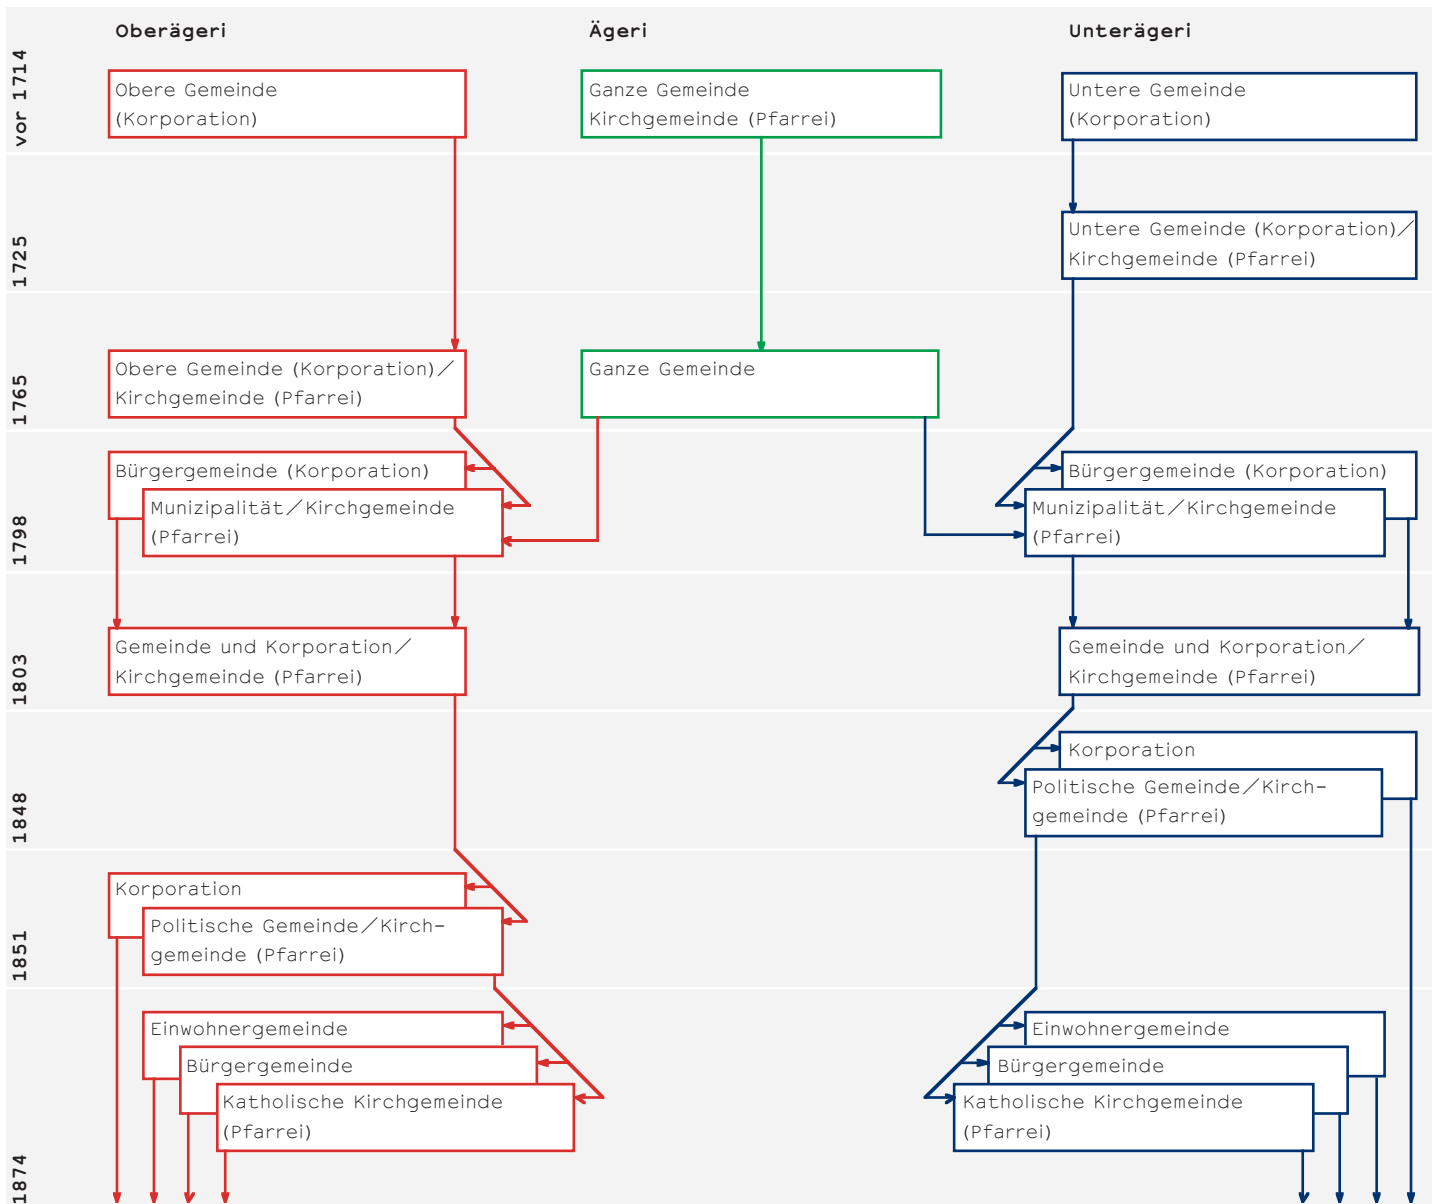 Oberägeri
Ägeri
Unterägeri
vor 1714
Obere Gemeinde
(Korporation)
Ganze Gemeinde
Kirchgemeinde (Pfarrei)
Untere Gemeinde
(Korporation)
1725
Untere Gemeinde (Korporation)/
Kirchgemeinde (Pfarrei)
1765
Obere Gemeinde (Korporation)/
Kirchgemeinde (Pfarrei)
Ganze Gemeinde
1798
Bürgergemeinde (Korporation)
Munizipalität/Kirchgemeinde
(Pfarrei)
Bürgergemeinde (Korporation)
Munizipalität/Kirchgemeinde
(Pfarrei)
1803
Gemeinde und Korporation/
Kirchgemeinde (Pfarrei)
Gemeinde und Korporation/
Kirchgemeinde (Pfarrei)
1848
Korporation
Politische Gemeinde/Kirch-
gemeinde (Pfarrei)
1851
Korporation
Politische Gemeinde/Kirch-
gemeinde (Pfarrei)
1874
Einwohnergemeinde
Bürgergemeinde
Katholische Kirchgemeinde
(Pfarrei)
Einwohnergemeinde
Bürgergemeinde
Katholische Kirchgemeinde
(Pfarrei)